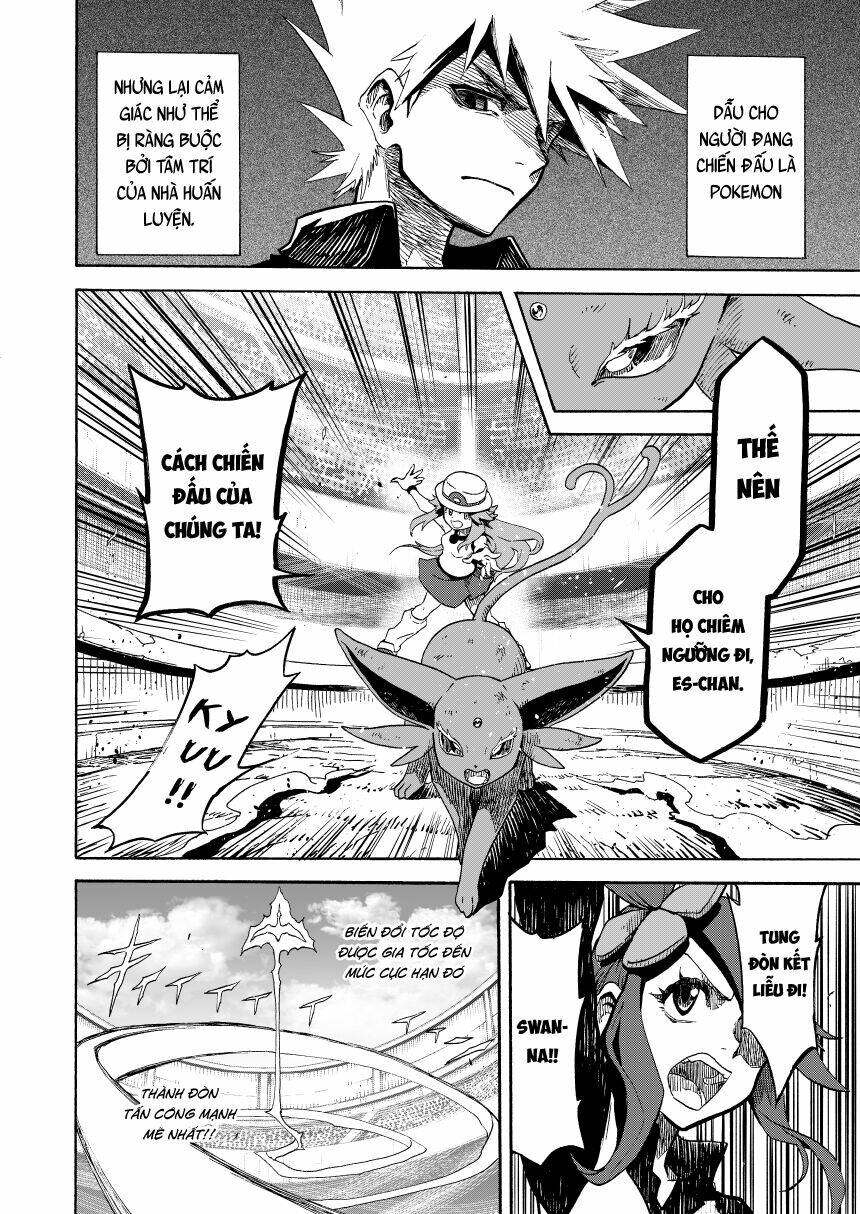 DẪU CHO
NGƯỜI ĐANG
CHIẾN ĐẤU LÀ
POKEMON
NHƯNG LẠI CẢM
GIÁC NHƯ THỂ
BỊ RÀNG BUỘC
BỞI TÂM TRÍ
CỦA NHÀ HUẤN
LUYỆN.
THẾ
NÊN
CHO
HỌ CHIÊM
NGƯỠNG ĐI,
ES-CHAN.
CÁCH CHIẾN
ĐẤU CỦA
CHÚNG TA!
KYUUU!!
TUNG
ĐÒN KẾT
LIỄU ĐI!
SWAN-
NA!!
BIẾN ĐỔI TỐC ĐỘ
ĐƯỢC GIA TỐC ĐẾN
MỨC CỰC HẠN ĐÓ
THÀNH ĐÒN
TẤN CÔNG MẠNH
MẼ NHẤT!!